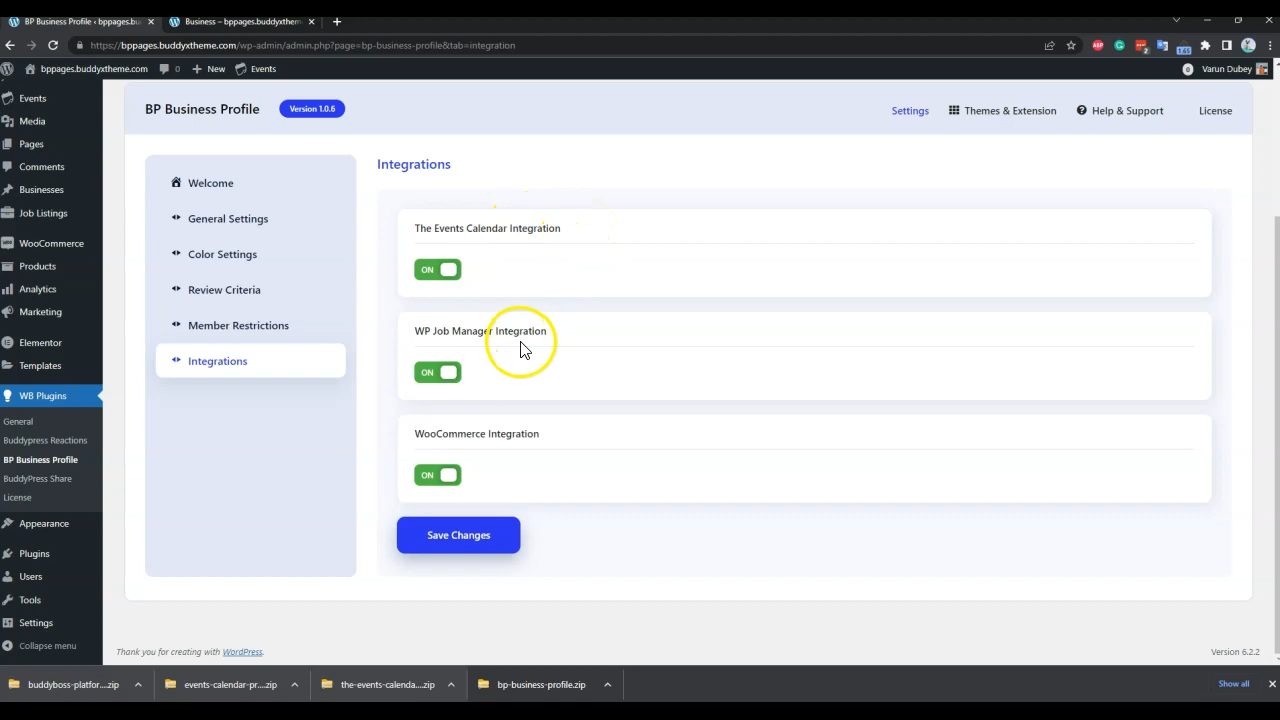 BP Business Profile ‹ bppages.bu
Business – bppages.buddyxthem
https://bppages.buddyxtheme.com/wp-admin/admin.php?page=bp-business-profile&tab=integration
ABP
2
1.65
bppages.buddyxtheme.com
0
New
Events
0
Varun Dubey
Events
Media
Pages
Comments
Businesses
Job Listings
WooCommerce
Products
Analytics
Marketing
Elementor
Templates
WB Plugins
General
Buddypress Reactions
BP Business Profile
BuddyPress Share
License
Appearance
Plugins
Users
Tools
Settings
Collapse menu
BP Business Profile
Version 1.0.6
Settings
Themes & Extension
Help & Support
License
Welcome
General Settings
Color Settings
Review Criteria
Member Restrictions
Integrations
Integrations
The Events Calendar Integration
ON
WP Job Manager Integration
ON
WooCommerce Integration
ON
Save Changes
Thank you for creating with WordPress.
Version 6.2.2
buddyboss-platfor....zip
events-calendar-pr....zip
the-events-calenda....zip
bp-business-profile.zip
Show all